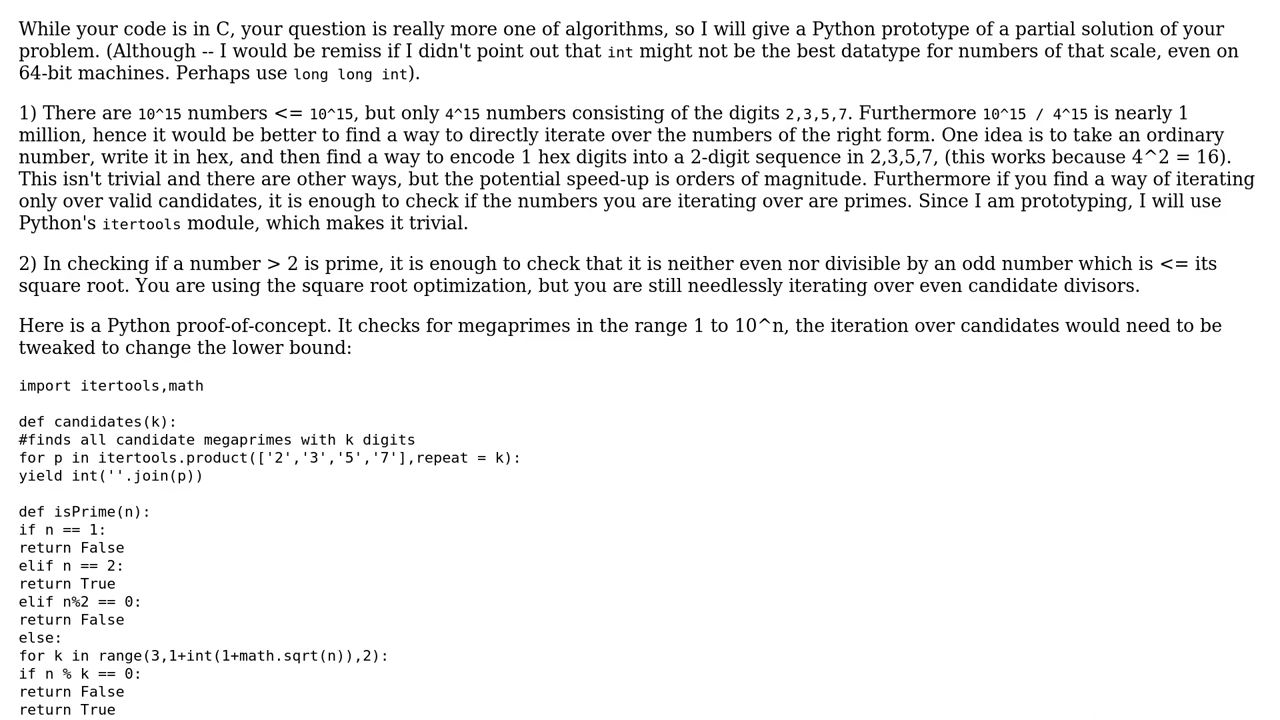 While your code is in C, your question is really more one of algorithms, so I will give a Python prototype of a partial solution of your
problem. (Although -- I would be remiss if I didn't point out that int might not be the best datatype for numbers of that scale, even on
64-bit machines. Perhaps use long long int).
1) There are 10^15 numbers <= 10^15, but only 4^15 numbers consisting of the digits 2,3,5,7. Furthermore 10^15 / 4^15 is nearly 1
million, hence it would be better to find a way to directly iterate over the numbers of the right form. One idea is to take an ordinary
number, write it in hex, and then find a way to encode 1 hex digits into a 2-digit sequence in 2,3,5,7, (this works because 4^2 = 16).
This isn't trivial and there are other ways, but the potential speed-up is orders of magnitude. Furthermore if you find a way of iterating
only over valid candidates, it is enough to check if the numbers you are iterating over are primes. Since I am prototyping, I will use
Python's itertools module, which makes it trivial.
2) In checking if a number > 2 is prime, it is enough to check that it is neither even nor divisible by an odd number which is <= its
square root. You are using the square root optimization, but you are still needlessly iterating over even candidate divisors.
Here is a Python proof-of-concept. It checks for megaprimes in the range 1 to 10^n, the iteration over candidates would need to be
tweaked to change the lower bound:
import itertools,math
def candidates(k):
#finds all candidate megaprimes with k digits
for p in itertools.product(['2','3','5','7'],repeat = k):
yield int(''.join(p))
def isPrime(n):
if n == 1:
return False
elif n == 2:
return True
elif n%2 == 0:
return False
else:
for k in range(3,1+int(1+math.sqrt(n)),2):
if n % k == 0:
return False
return True